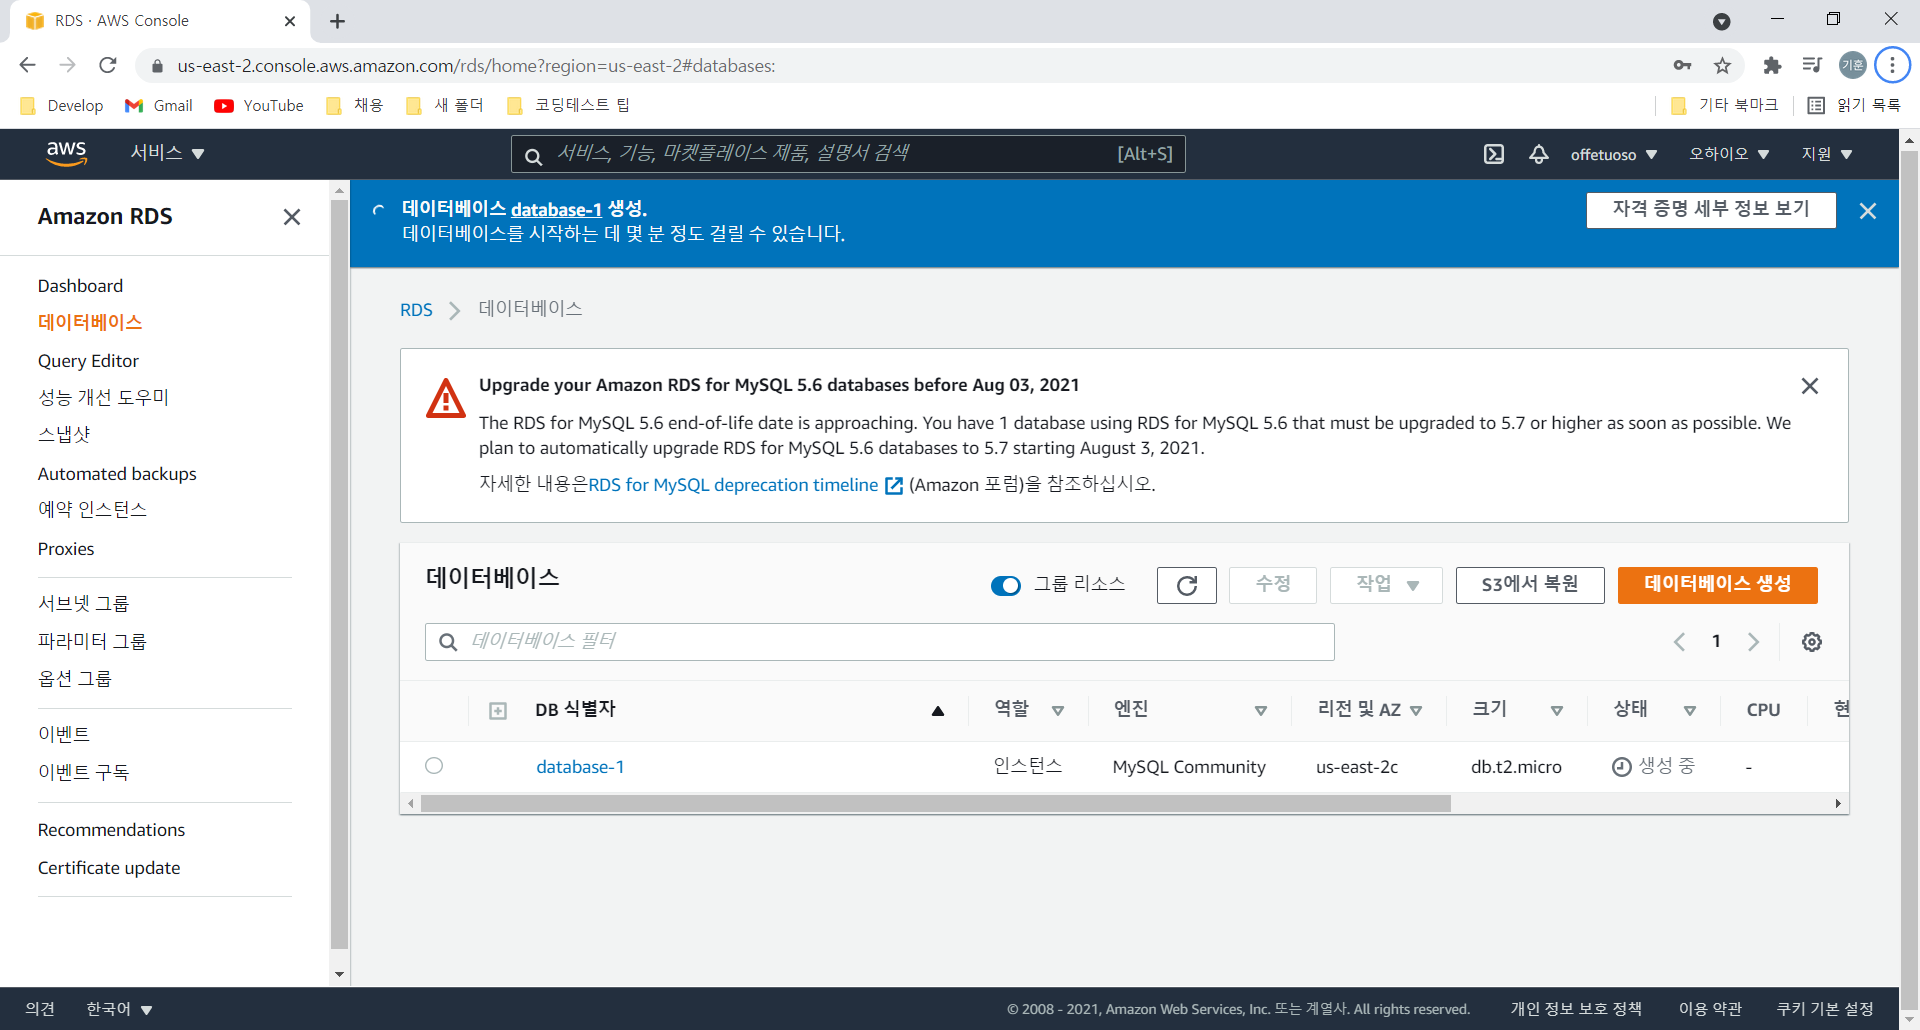 RDS · AWS Console
us-east-2.console.aws.amazon.com/rds/home?region=us-east-2#databases:
기훈
Develop
Gmail
YouTube
채용
새 폴더
코딩테스트 팁
기타 북마크
읽기 목록
aws
서비스
서비스, 기능, 마켓플레이스 제품, 설명서 검색
[Alt+S]
offetuoso
오하이오
지원
Amazon RDS
Dashboard
데이터베이스
Query Editor
성능 개선 도우미
스냅샷
Automated backups
예약 인스턴스
Proxies
서브넷 그룹
파라미터 그룹
옵션 그룹
이벤트
이벤트 구독
Recommendations
Certificate update
데이터베이스 database-1 생성.
데이터베이스를 시작하는 데 몇 분 정도 걸릴 수 있습니다.
자격 증명 세부 정보 보기
RDS
데이터베이스
Upgrade your Amazon RDS for MySQL 5.6 databases before Aug 03, 2021
The RDS for MySQL 5.6 end-of-life date is approaching. You have 1 database using RDS for MySQL 5.6 that must be upgraded to 5.7 or higher as soon as possible. We
plan to automatically upgrade RDS for MySQL 5.6 databases to 5.7 starting August 3, 2021.
자세한 내용은RDS for MySQL deprecation timeline (Amazon 포럼)을 참조하십시오.
데이터베이스
그룹 리소스
수정
작업
S3에서 복원
데이터베이스 생성
데이터베이스 필터
1
DB 식별자
역할
엔진
리전 및 AZ
크기
상태
CPU
현
database-1
인스턴스
MySQL Community
us-east-2c
db.t2.micro
생성 중
-
의견
한국어
© 2008 - 2021, Amazon Web Services, Inc. 또는 계열사. All rights reserved.
개인 정보 보호 정책
이용 약관
쿠키 기본 설정